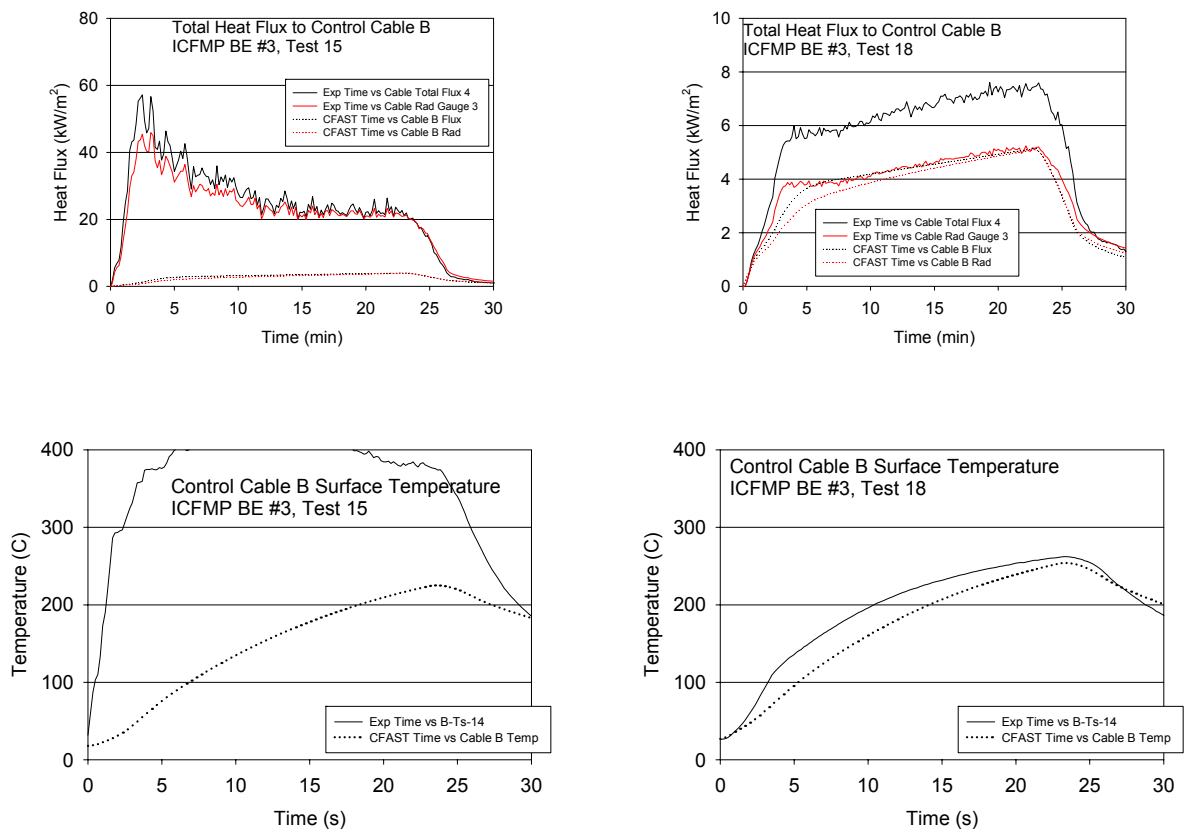 Total Heat Flux to Control Cable B
ICFMP BE #3, Test 15
Exp Time vs Cable Total Flux 4
Exp Time vs Cable Rad Gauge 3
CFAST Time vs Cable B Flux
CFAST Time vs Cable B Rad
Heat Flux (kW/m²)
80
60
40
20
0
0 5 10 15 20 25 30
Time (min)
Total Heat Flux to Control Cable B
ICFMP BE #3, Test 18
Exp Time vs Cable Total Flux 4
Exp Time vs Cable Rad Gauge 3
CFAST Time vs Cable B Flux
CFAST Time vs Cable B Rad
Heat Flux (kW/m²)
10
8
6
4
2
0
0 5 10 15 20 25 30
Time (min)
Control Cable B Surface Temperature
ICFMP BE #3, Test 15
Exp Time vs B-Ts-14
CFAST Time vs Cable B Temp
Temperature (C)
400
300
200
100
0
0 5 10 15 20 25 30
Time (s)
Control Cable B Surface Temperature
ICFMP BE #3, Test 18
Exp Time vs B-Ts-14
CFAST Time vs Cable B Temp
Temperature (C)
400
300
200
100
0
0 5 10 15 20 25 30
Time (s)